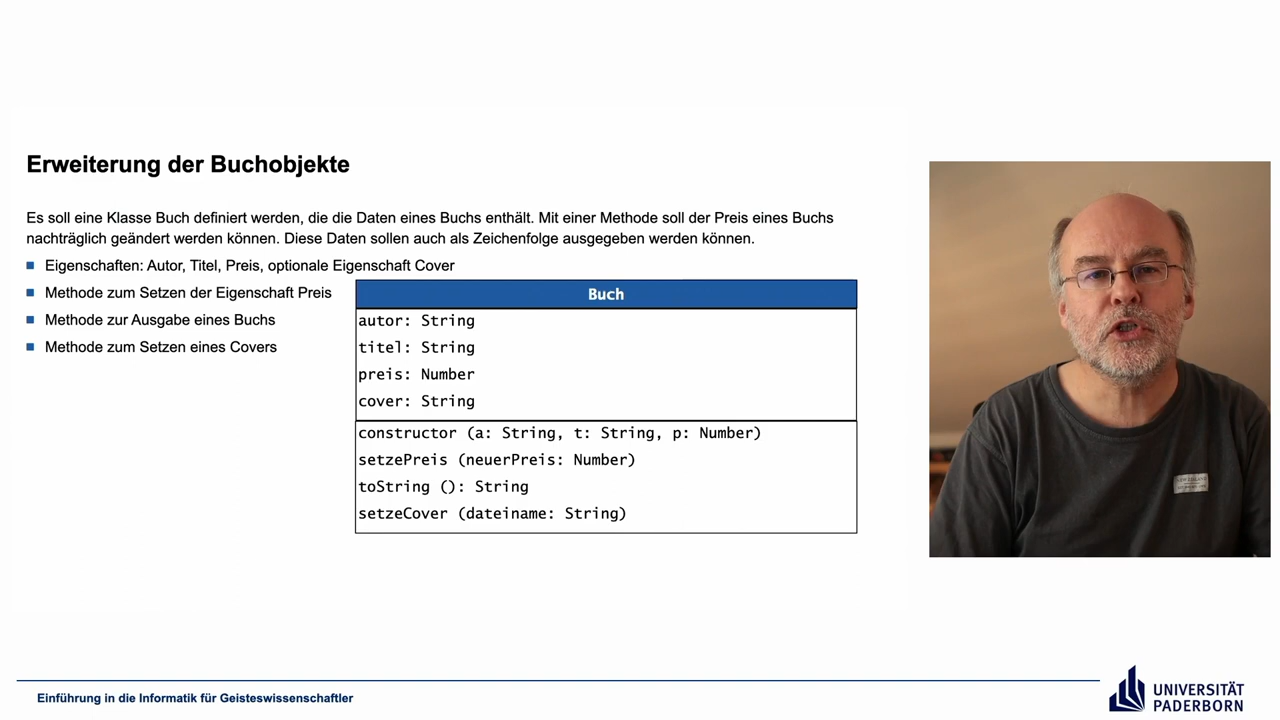 Erweiterung der Buchobjekte
Es soll eine Klasse Buch definiert werden, die die Daten eines Buchs enthält. Mit einer Methode soll der Preis eines Buchs
nachträglich geändert werden können. Diese Daten sollen auch als Zeichenfolge ausgegeben werden können.
Eigenschaften: Autor, Titel, Preis, optionale Eigenschaft Cover
Methode zum Setzen der Eigenschaft Preis
Methode zur Ausgabe eines Buchs
Methode zum Setzen eines Covers
Buch
autor: String
titel: String
preis: Number
cover: String
constructor (a: String, t: String, p: Number)
setzePreis (neuerPreis: Number)
toString (): String
setzeCover (dateiname: String)
Einführung in die Informatik für Geisteswissenschaftler
UNIVERSITÄT
PADERBORN